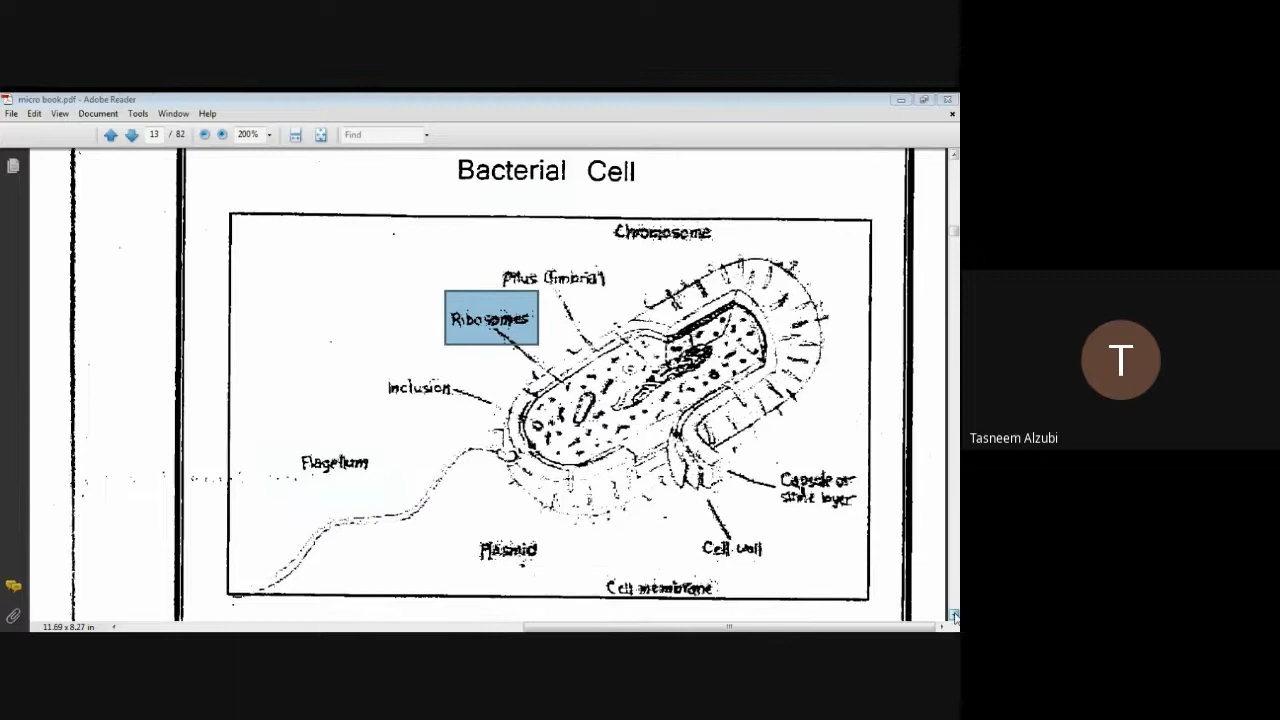 micro book.pdf - Adobe Reader
File Edit View Document Tools Window Help
13 / 82 200% Find
Bacterial Cell
Chromosome
Pilus (fimbria)
Ribosomes
Inclusion
Flagellum
Capsule or
slime layer
Plasmid
Cell wall
Cell membrane
11.69 x 8.27 in
T
Tasneem Alzubi